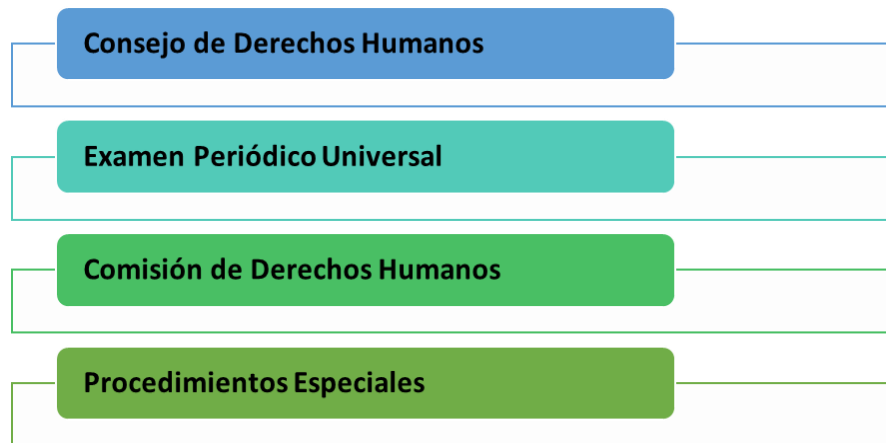 Consejo de Derechos Humanos
Examen Periódico Universal
Comisión de Derechos Humanos
Procedimientos Especiales